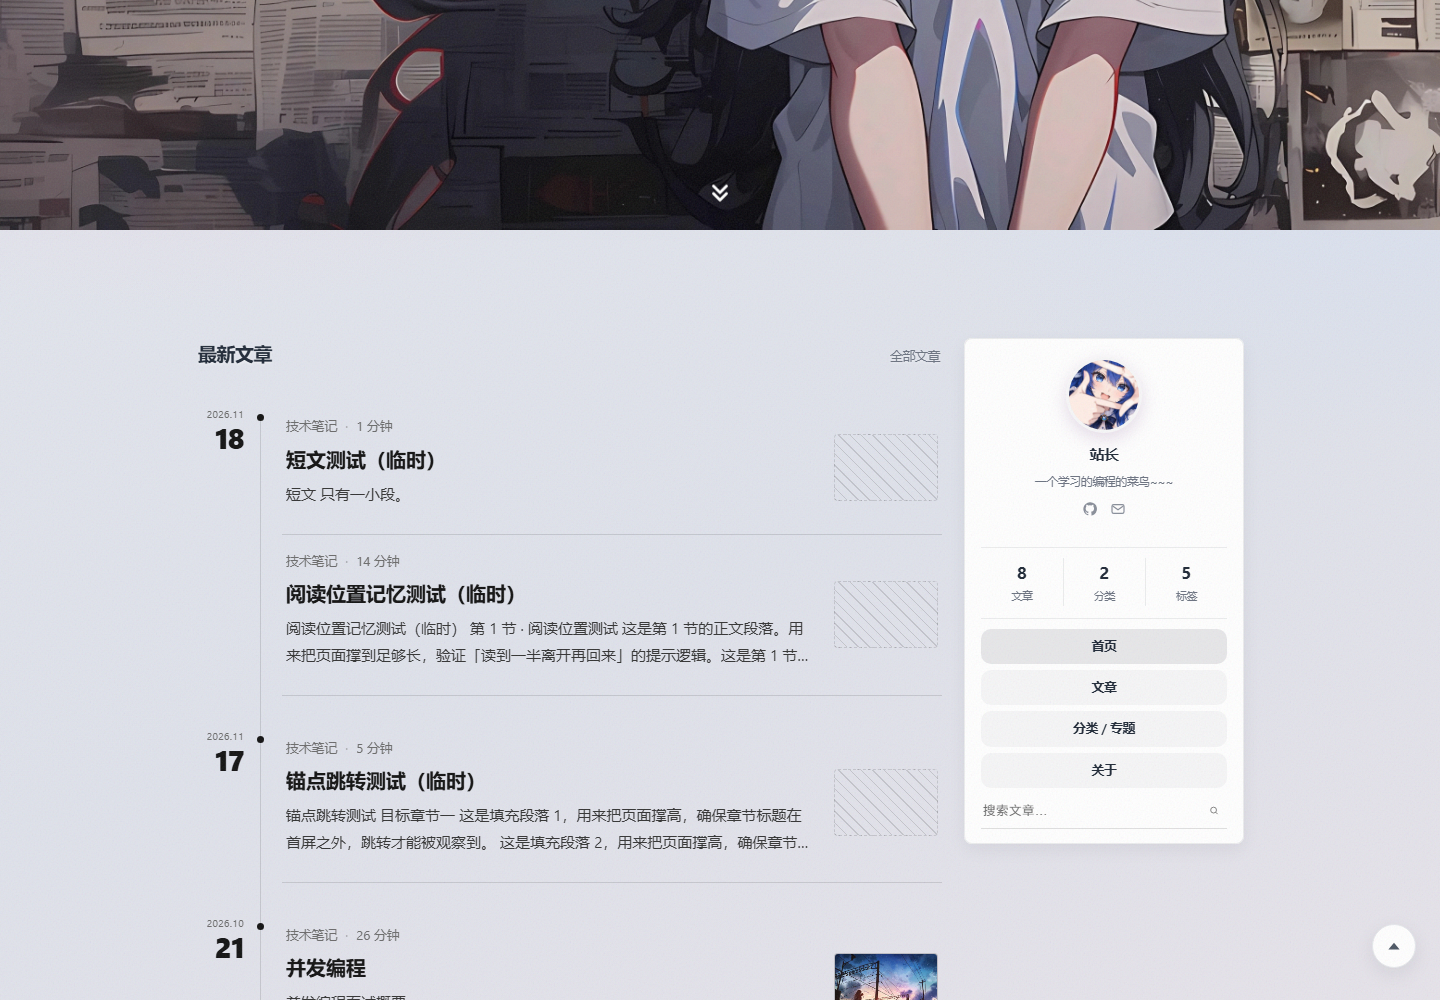 最新文章
全部文章
2026.11
18
技术笔记 · 1 分钟
短文测试（临时）
短文 只有一小段。
技术笔记 · 14 分钟
阅读位置记忆测试（临时）
阅读位置记忆测试（临时） 第 1 节 · 阅读位置测试 这是第 1 节的正文段落。用
来把页面撑到足够长，验证「读到一半离开再回来」的提示逻辑。这是第 1 节...
2026.11
17
技术笔记 · 5 分钟
锚点跳转测试（临时）
锚点跳转测试 目标章节一 这是填充段落 1，用来把页面撑高，确保章节标题在
首屏之外，跳转才能被观察到。 这是填充段落 2，用来把页面撑高，确保章节...
2026.10
21
技术笔记 · 26 分钟
并发编程
并发编程面试概要
站长
一个学习的编程的菜鸟~~~
8
文章
2
分类
5
标签
首页
文章
分类 / 专题
关于
搜索文章...